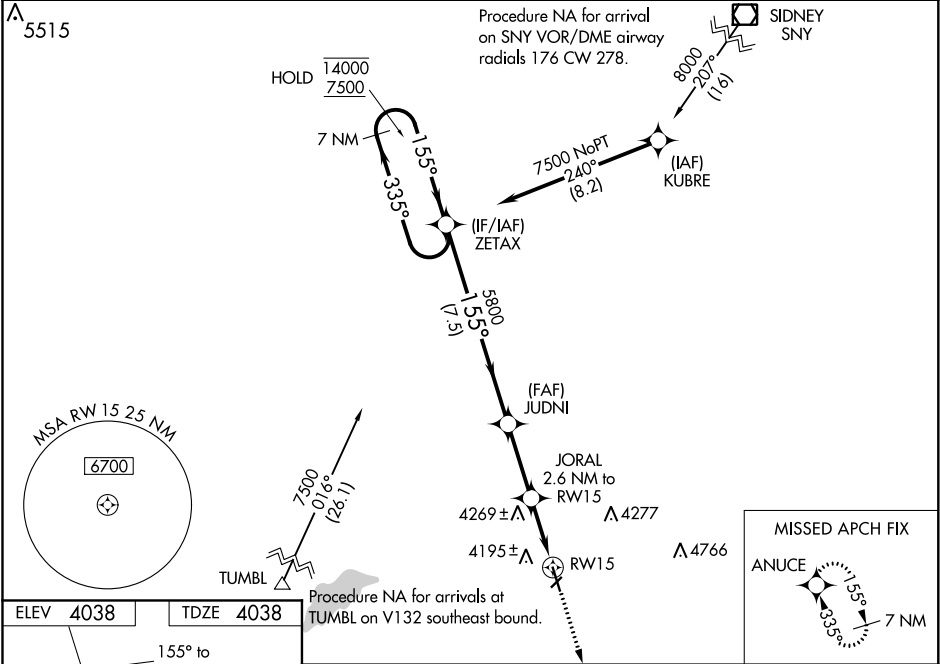 5515
Procedure NA for arrival
on SNY VOR/DME airway
radials 176 CW 278.
SIDNEY
SNY
HOLD
14000
7500
7 NM
155°
335°
8000
207°
(16)
7500 NoPT
240°
(8.2)
(IAF)
KUBRE
(IF/IAF)
ZETAX
5800
155°
(7.5)
(FAF)
JUDNI
MSA RW 15 25 NM
6700
7500
016°
(26.1)
JORAL
2.6 NM to
RW15
4269±
4277
4195±
RW15
4766
TUMBL
Procedure NA for arrivals at
TUMBL on V132 southeast bound.
MISSED APCH FIX
ANUCE
155°
335°
7 NM
ELEV 4038
TDZE 4038
155° to